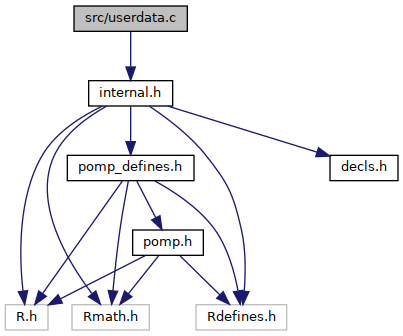 src/userdata.c
internal.h
pomp_defines.h
decls.h
pomp.h
R.h
Rmath.h
Rdefines.h